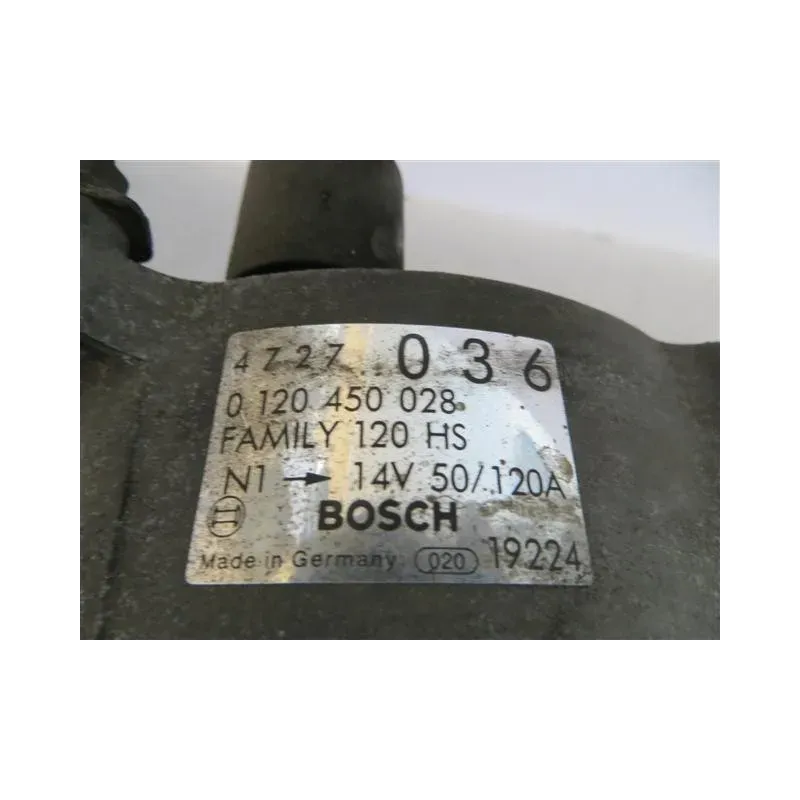 4727 036
0 120 450 028
FAMILY 120 HS
N1 → 14V 50/120A
BOSCH
Made in Germany 020 19224